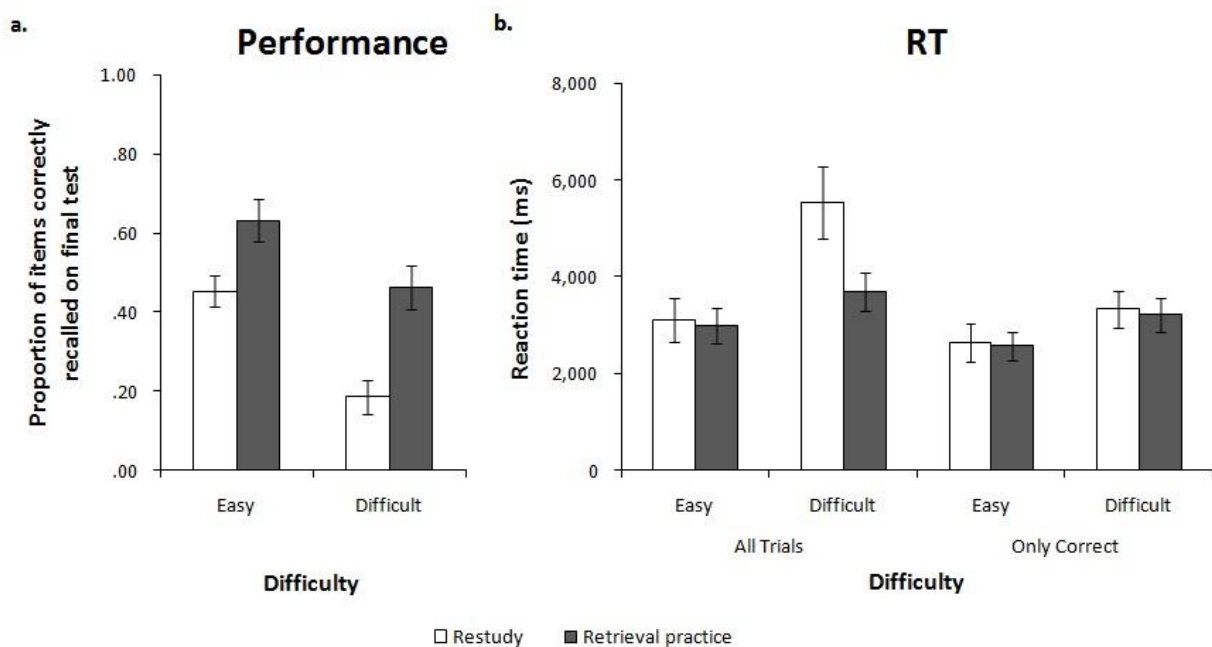 a.
Performance
Proportion of items correctly
recalled on final test
1.00
.80
.60
.40
.20
.00
Easy Difficult
Difficulty
b.
RT
Reaction time (ms)
8,000
6,000
4,000
2,000
0
Easy Difficult Easy Difficult
All Trials Only Correct
Difficulty
Restudy Retrieval practice